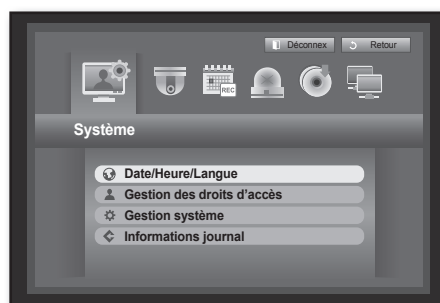 Déconnex Retour
REC
Système
Date/Heure/Langue
Gestion des droits d’accès
Gestion système
Informations journal